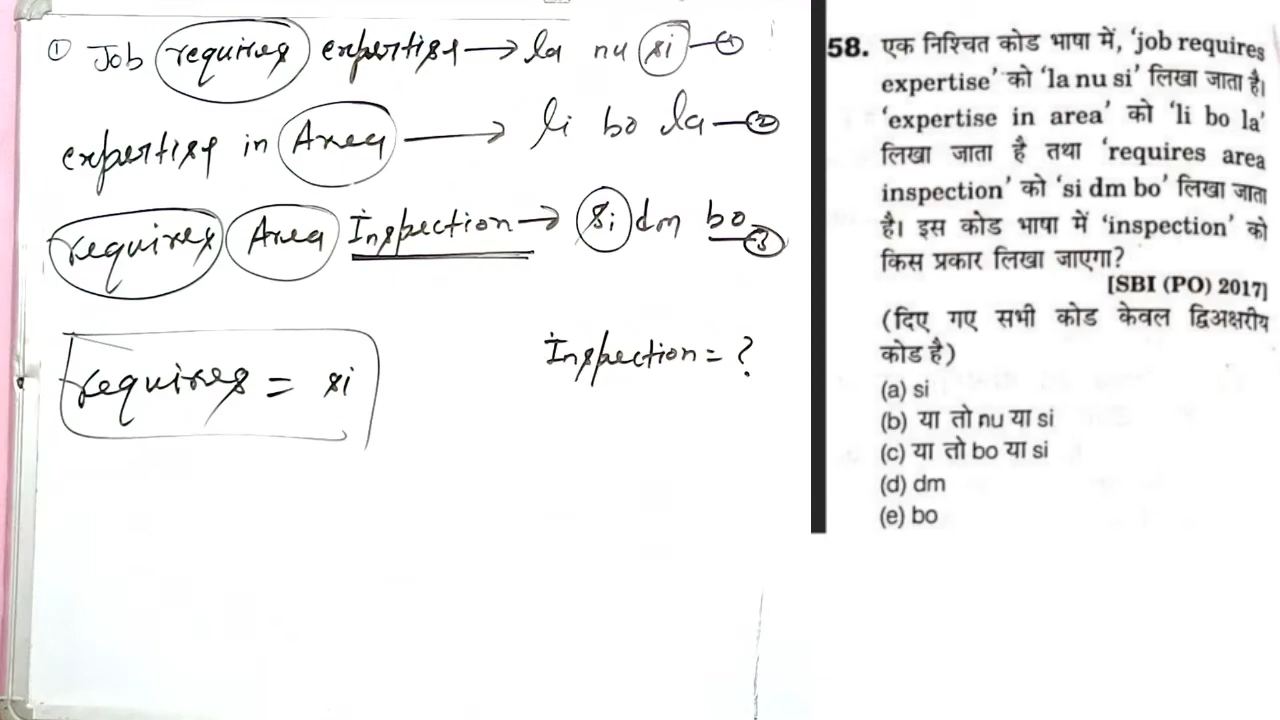 ① Job requires expertise → la nu si —①
expertise in Area → li bo la —②
requires Area Inspection → si dm bo —③
requires = si
Inspection = ?
58. एक निश्चित कोड भाषा में, ‘job requires
expertise’ को ‘la nu si’ लिखा जाता है।
‘expertise in area’ को ‘li bo la’
लिखा जाता है तथा ‘requires area
inspection’ को ‘si dm bo’ लिखा जाता
है। इस कोड भाषा में ‘inspection’ को
किस प्रकार लिखा जाएगा?
[SBI (PO) 2017]
(दिए गए सभी कोड केवल द्विअक्षरीय
कोड है)
(a) si
(b) या तो nu या si
(c) या तो bo या si
(d) dm
(e) bo